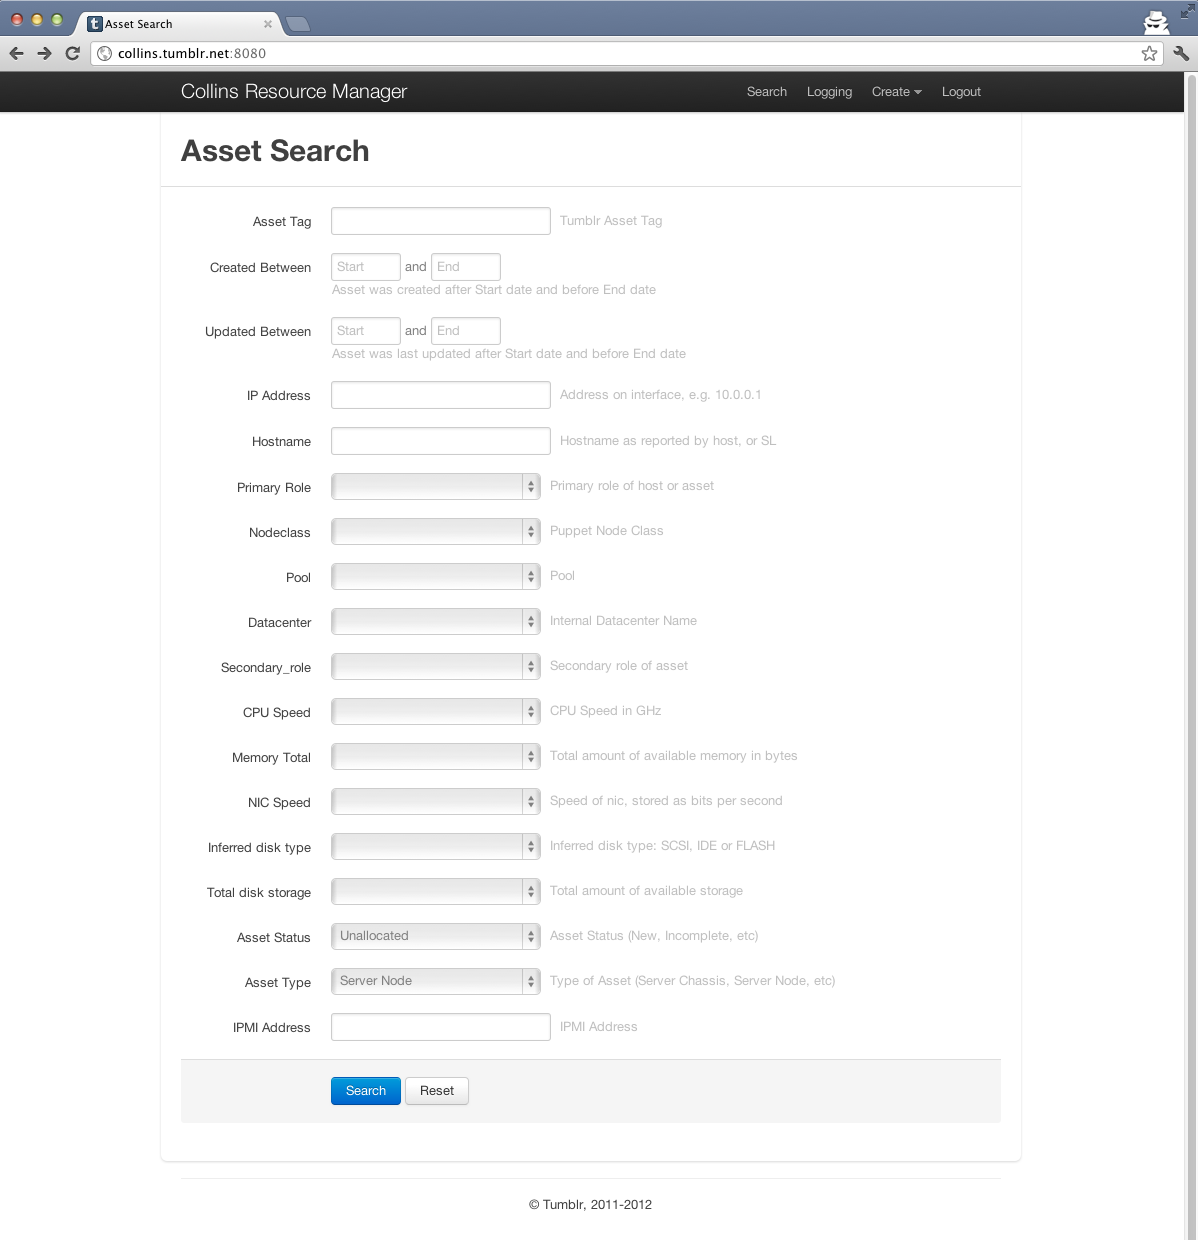 Asset Search
collins.tumblr.net:8080
Collins Resource Manager Search Logging Create Logout
Asset Search
Asset Tag Tumblr Asset Tag
Created Between Start and End
Asset was created after Start date and before End date
Updated Between Start and End
Asset was last updated after Start date and before End date
IP Address Address on interface, e.g. 10.0.0.1
Hostname Hostname as reported by host, or SL
Primary Role Primary role of host or asset
Nodeclass Puppet Node Class
Pool Pool
Datacenter Internal Datacenter Name
Secondary_role Secondary role of asset
CPU Speed CPU Speed in GHz
Memory Total Total amount of available memory in bytes
NIC Speed Speed of nic, stored as bits per second
Inferred disk type Inferred disk type: SCSI, IDE or FLASH
Total disk storage Total amount of available storage
Asset Status Unallocated Asset Status (New, Incomplete, etc)
Asset Type Server Node Type of Asset (Server Chassis, Server Node, etc)
IPMI Address IPMI Address
Search Reset
© Tumblr, 2011-2012